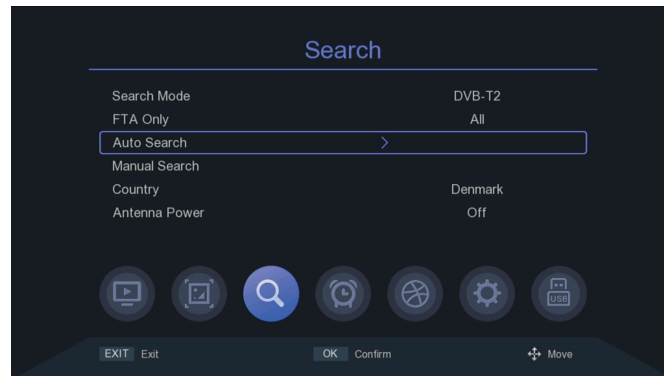 Search
Search Mode DVB-T2
FTA Only All
Auto Search >
Manual Search
Country Denmark
Antenna Power Off
USB
EXIT Exit OK Confirm Move